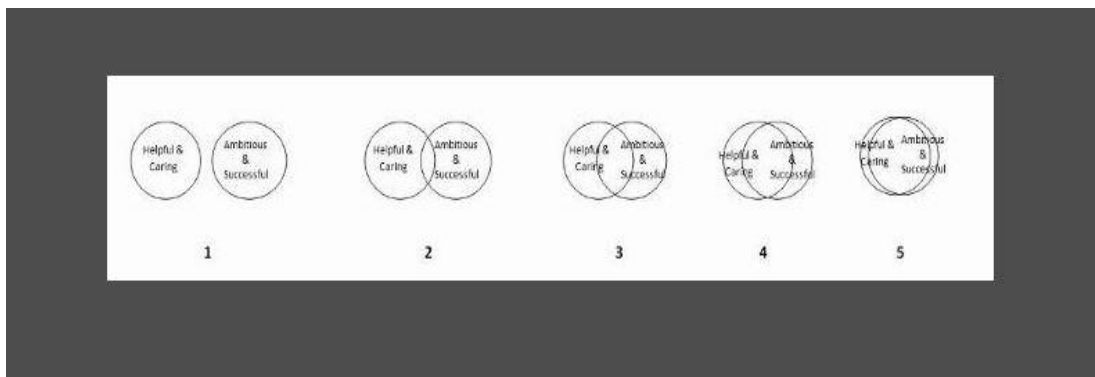 Helpful &
Caring
Ambitious
&
Successful
1
Helpful &
Caring
Ambitious
&
Successful
2
Helpful &
Caring
Ambitious
&
Successful
3
Helpful &
Caring
Ambitious
&
Successful
4
Helpful &
Caring
Ambitious
&
Successful
5